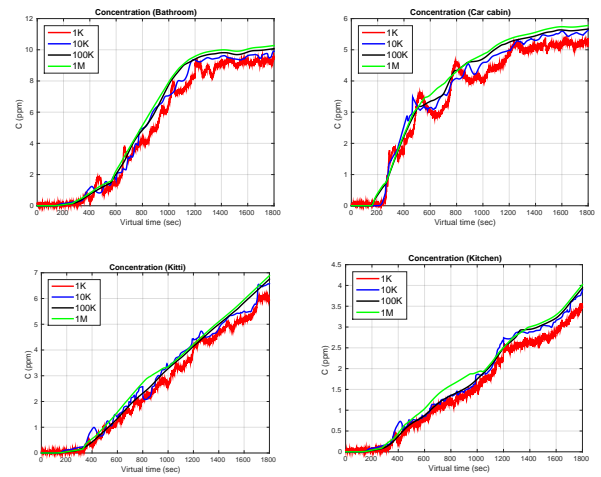 Concentration (Bathroom)
12
10
8
6
4
2
0
C (ppm)
1K
10K
100K
1M
0 200 400 600 800 1000 1200 1400 1600 1800
Virtual time (sec)
Concentration (Car cabin)
6
5
4
3
2
1
0
C (ppm)
1K
10K
100K
1M
0 200 400 600 800 1000 1200 1400 1600 1800
Virtual time (sec)
Concentration (Kitti)
7
6
5
4
3
2
1
0
C (ppm)
1K
10K
100K
1M
0 200 400 600 800 1000 1200 1400 1600 1800
Virtual time (sec)
Concentration (Kitchen)
4.5
4
3.5
3
2.5
2
1.5
1
0.5
0
C (ppm)
1K
10K
100K
1M
0 200 400 600 800 1000 1200 1400 1600 1800
Virtual time (sec)